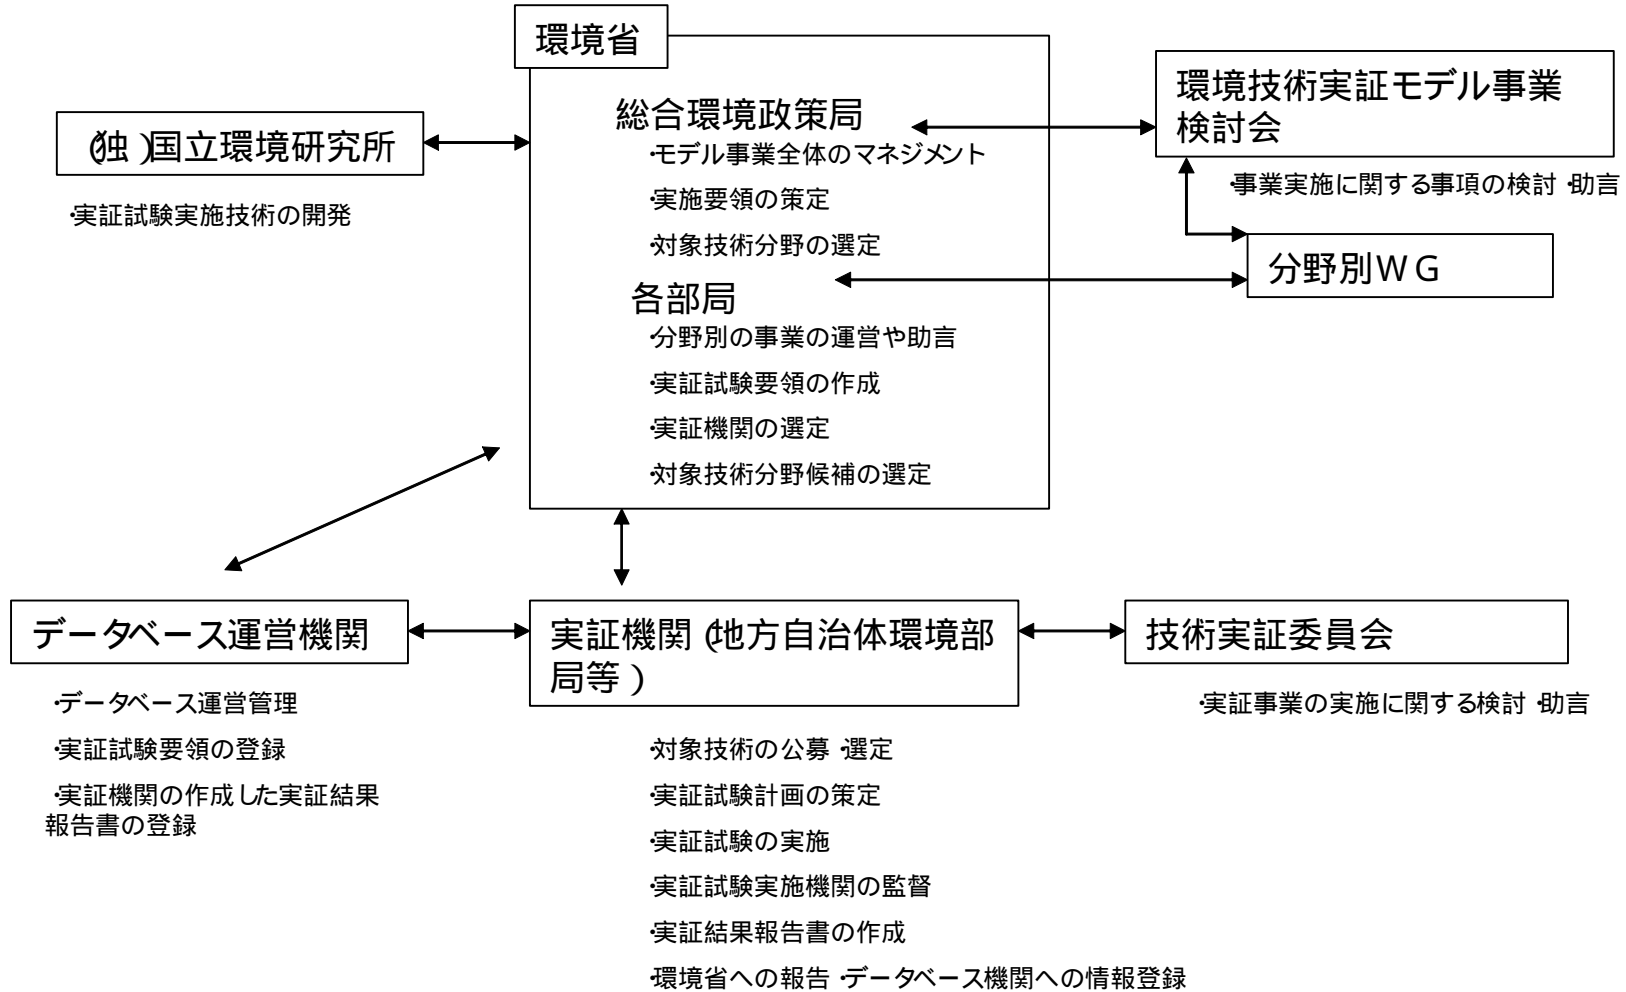 環境省
総合環境政策局
・モデル事業全体のマネジメント
・実施要領の策定
・対象技術分野の選定
各部局
・分野別の事業の運営や助言
・実証試験要領の作成
・実証機関の選定
・対象技術分野候補の選定
(独)国立環境研究所
・実証試験実施技術の開発
環境技術実証モデル事業
検討会
・事業実施に関する事項の検討・助言
分野別WG
データベース運営機関
・データベース運営管理
・実証試験要領の登録
・実証機関の作成した実証結果
報告書の登録
実証機関(地方自治体環境部
局等)
・対象技術の公募・選定
・実証試験計画の策定
・実証試験の実施
・実証試験実施機関の監督
・実証結果報告書の作成
・環境省への報告・データベース機関への情報登録
技術実証委員会
・実証事業の実施に関する検討・助言